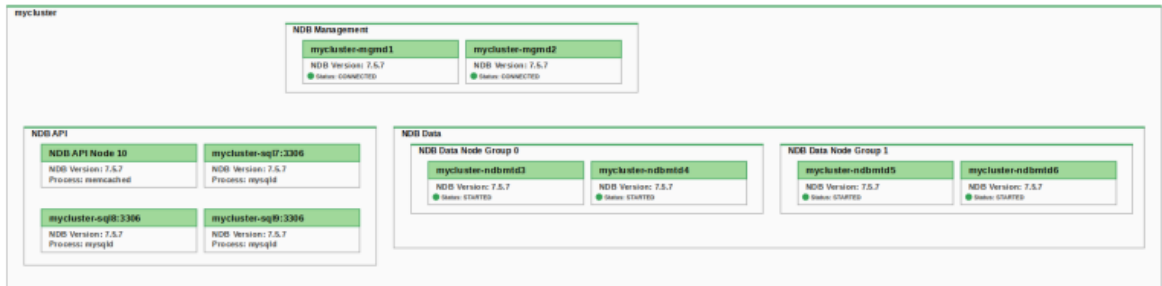 mycluster
NDB Management
mycluster-mgmd1
NDB Version: 7.5.7
Status: CONNECTED
mycluster-mgmd2
NDB Version: 7.5.7
Status: CONNECTED
NDB API
NDB API Node 10
NDB Version: 7.5.7
Process: memcached
mycluster-sql7:3306
NDB Version: 7.5.7
Process: mysqld
mycluster-sql8:3306
NDB Version: 7.5.7
Process: mysqld
mycluster-sql9:3306
NDB Version: 7.5.7
Process: mysqld
NDB Data
NDB Data Node Group 0
mycluster-ndbmtd3
NDB Version: 7.5.7
Status: STARTED
mycluster-ndbmtd4
NDB Version: 7.5.7
Status: STARTED
NDB Data Node Group 1
mycluster-ndbmtd5
NDB Version: 7.5.7
Status: STARTED
mycluster-ndbmtd6
NDB Version: 7.5.7
Status: STARTED